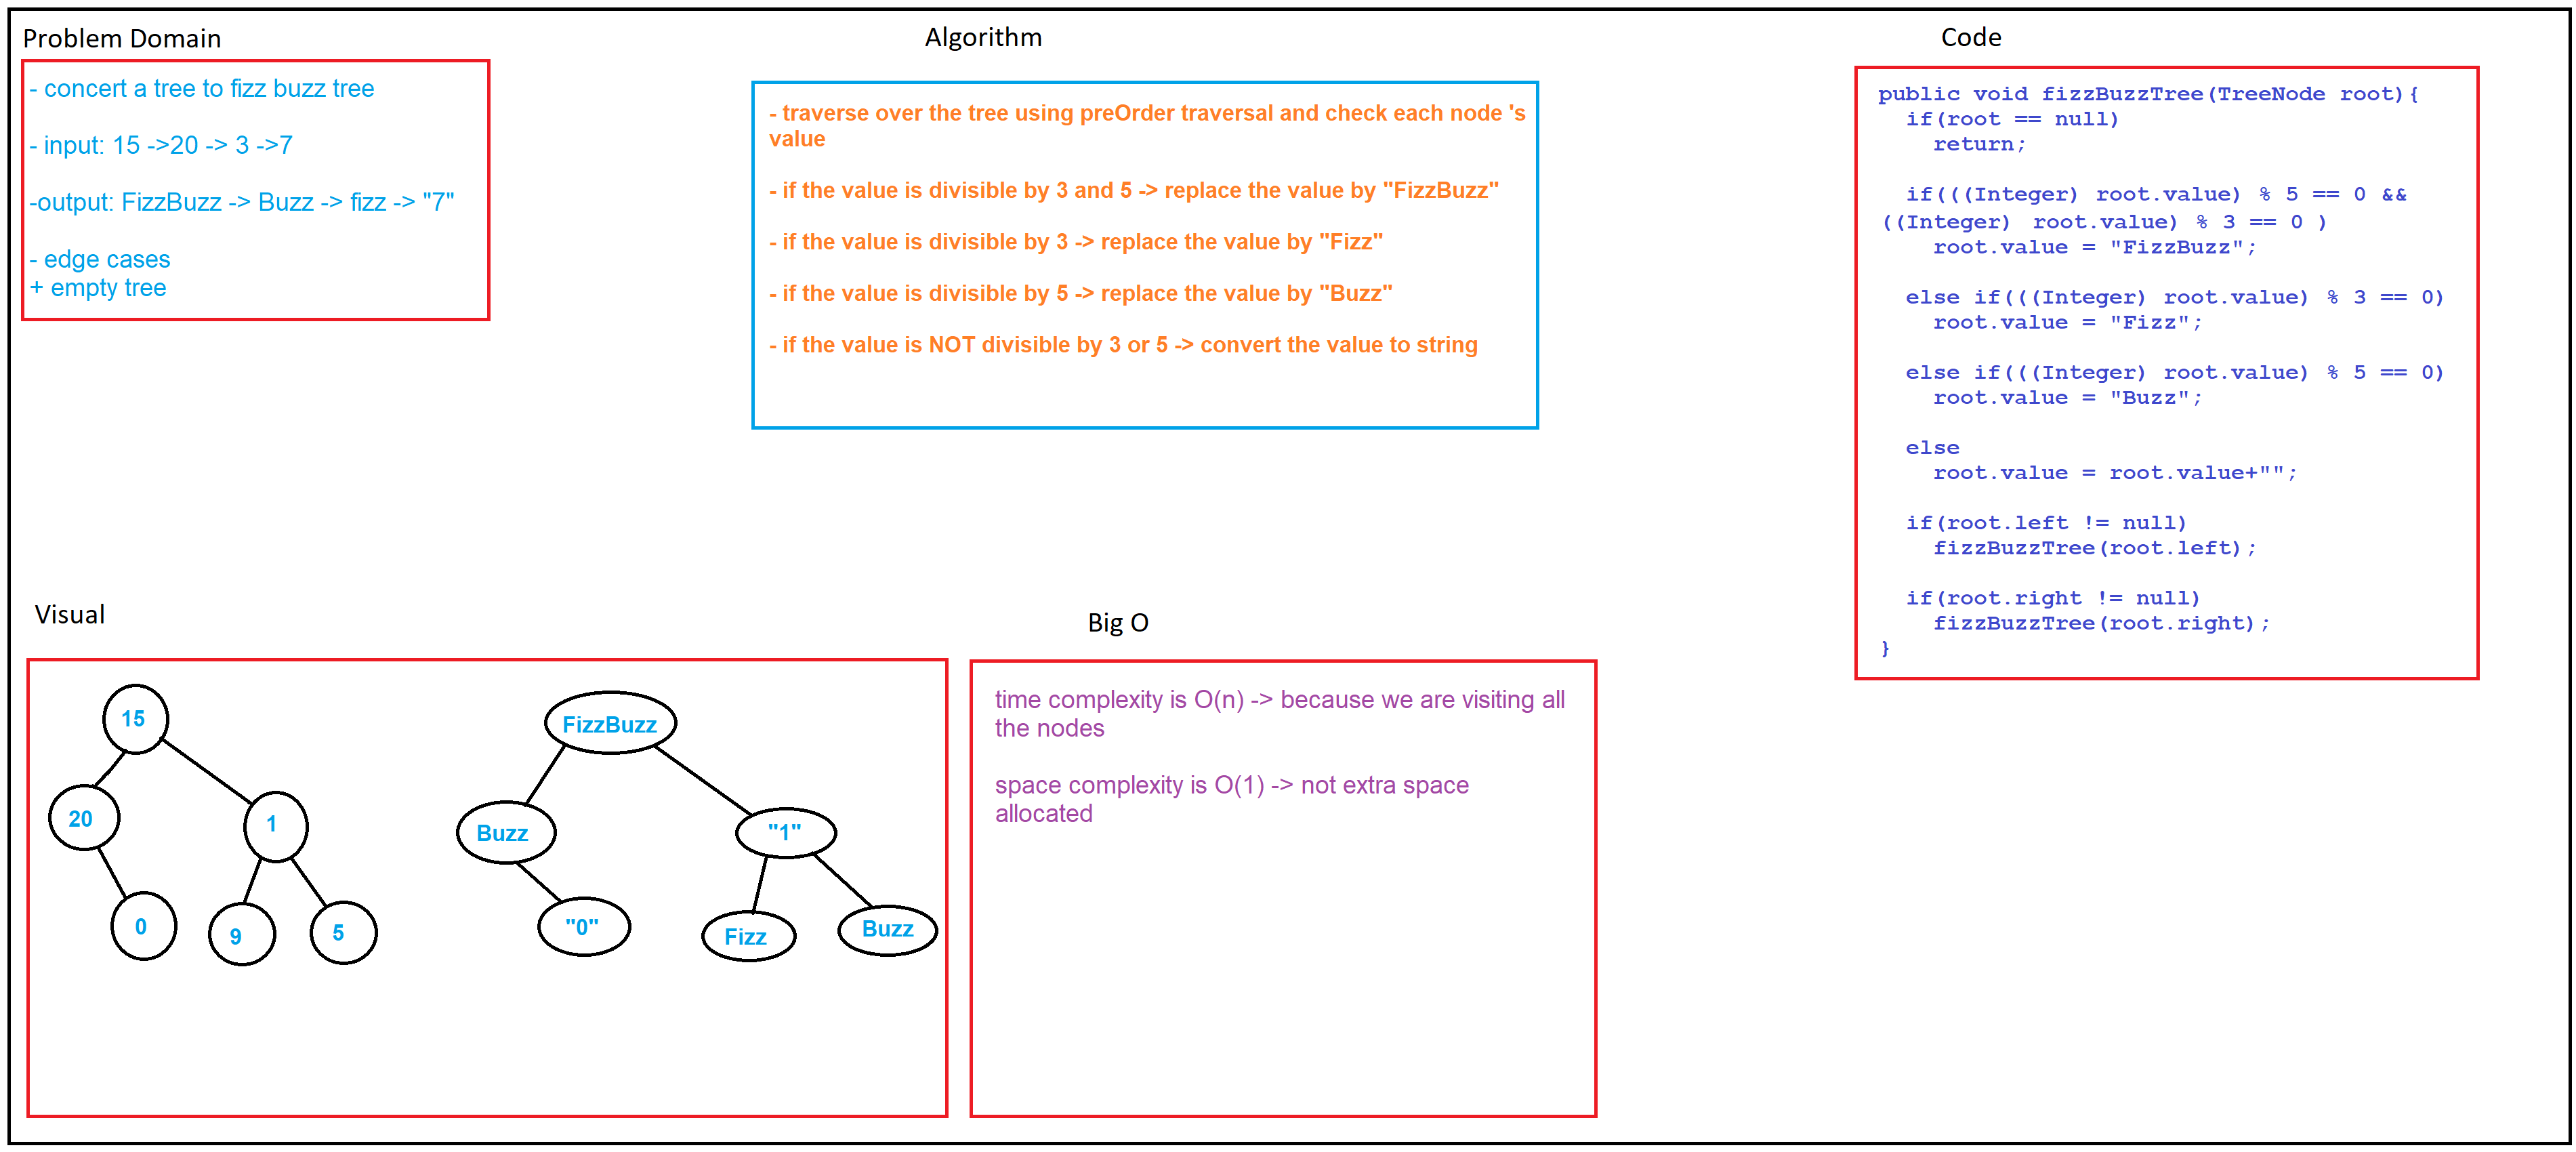 Problem Domain
- concert a tree to fizz buzz tree
- input: 15 ->20 -> 3 ->7
-output: FizzBuzz -> Buzz -> fizz -> "7"
- edge cases
+ empty tree
Algorithm
- traverse over the tree using preOrder traversal and check each node 's
value
- if the value is divisible by 3 and 5 -> replace the value by "FizzBuzz"
- if the value is divisible by 3 -> replace the value by "Fizz"
- if the value is divisible by 5 -> replace the value by "Buzz"
- if the value is NOT divisible by 3 or 5 -> convert the value to string
Code
public void fizzBuzzTree(TreeNode root){
if(root == null)
return;
if(((Integer) root.value) % 5 == 0 &&
((Integer) root.value) % 3 == 0 )
root.value = "FizzBuzz";
else if(((Integer) root.value) % 3 == 0)
root.value = "Fizz";
else if(((Integer) root.value) % 5 == 0)
root.value = "Buzz";
else
root.value = root.value+"";
if(root.left != null)
fizzBuzzTree(root.left);
if(root.right != null)
fizzBuzzTree(root.right);
}
Visual
15
20
1
0
9
5
FizzBuzz
Buzz
"1"
"0"
Fizz
Buzz
Big O
time complexity is O(n) -> because we are visiting all
the nodes
space complexity is O(1) -> not extra space
allocated